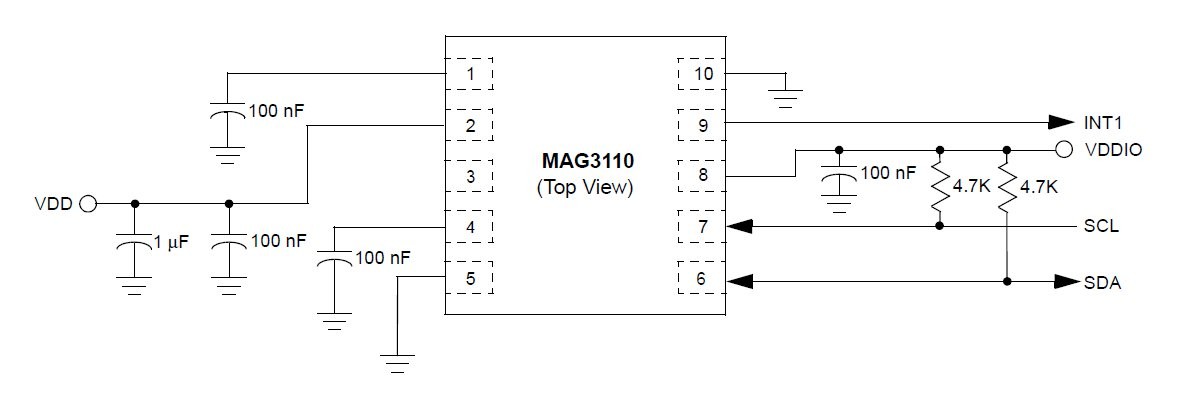 1
100 nF
2
3
VDD
1 µF
100 nF
4
100 nF
5
MAG3110
(Top View)
10
9
INT1
VDDIO
8
100 nF
4.7K
4.7K
7
SCL
6
SDA